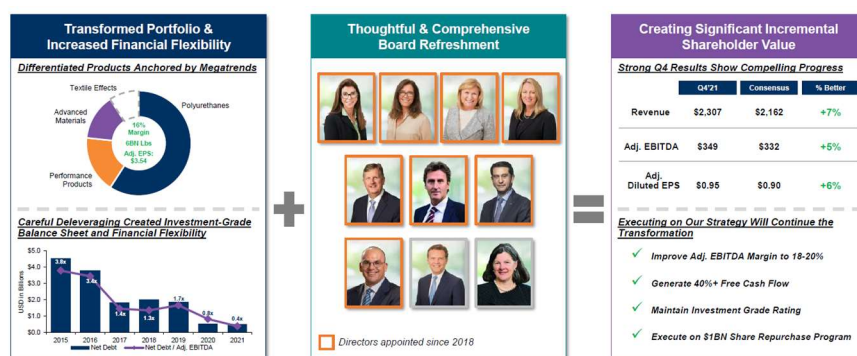 Transformed Portfolio &
Increased Financial Flexibility
Differentiated Products Anchored by Megatrends
Textile Effects
Polyurethanes
Advanced
Materials
16%
Margin
6BN Lbs
Adj. EPS:
$3.54
Performance
Products
Careful Deleveraging Created Investment-Grade
Balance Sheet and Financial Flexibility
USD in Billions
$5.0
$4.0
$3.0
$2.0
$1.0
$0.0
3.8x
3.4x
1.4x
1.3x
1.7x
0.8x
0.4x
2015 2016 2017 2018 2019 2020 2021
Net Debt Net Debt / Adj. EBITDA
+
Thoughtful & Comprehensive
Board Refreshment
Directors appointed since 2018
=
Creating Significant Incremental
Shareholder Value
Strong Q4 Results Show Compelling Progress
Q4'21 Consensus % Better
Revenue $2,307 $2,162 +7%
Adj. EBITDA $349 $332 +5%
Adj.
Diluted EPS $0.95 $0.90 +6%
Executing on Our Strategy Will Continue the
Transformation
✓ Improve Adj. EBITDA Margin to 18-20%
✓ Generate 40%+ Free Cash Flow
✓ Maintain Investment Grade Rating
✓ Execute on $1BN Share Repurchase Program